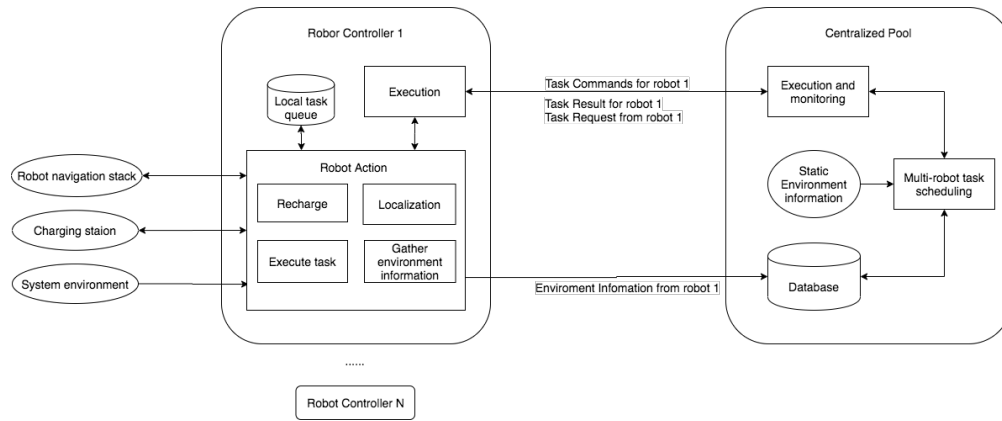 Robor Controller 1
Centralized Pool
Local task
queue
Execution
Task Commands for robot 1
Task Result for robot 1
Task Request from robot 1
Execution and
monitoring
Robot Action
Robot navigation stack
Recharge
Localization
Static
Environment
information
Multi-robot task
scheduling
Charging staion
Execute task
Gather
environment
information
System environment
Enviroment Infomation from robot 1
Database
......
Robot Controller N